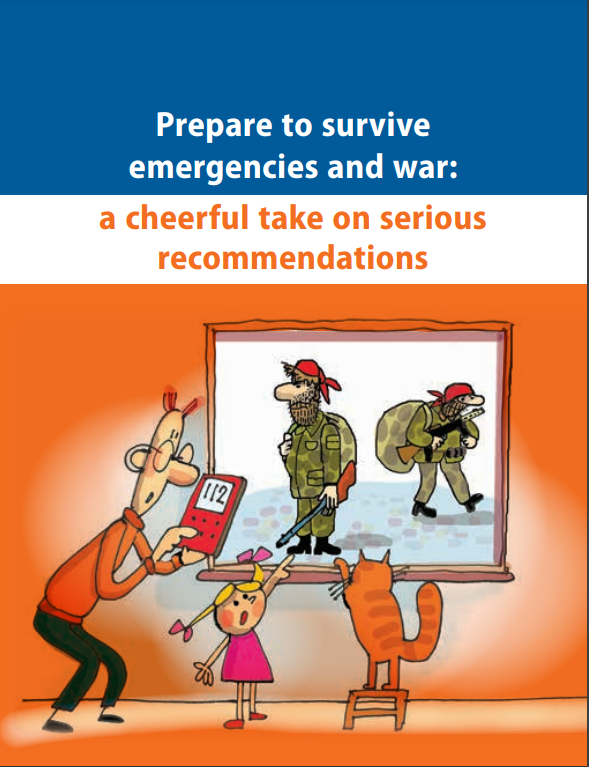 Prepare to survive
emergencies and war:
a cheerful take on serious
recommendations
112